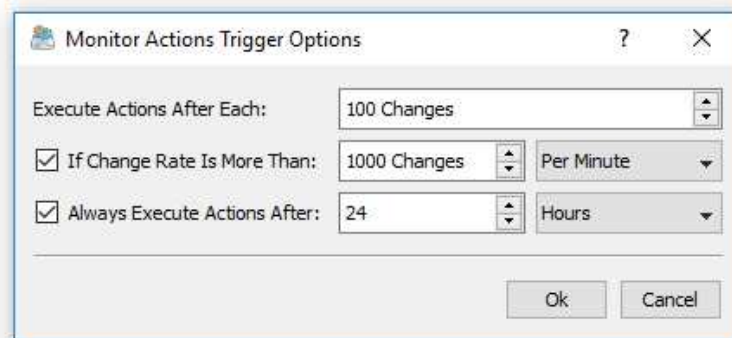 Monitor Actions Trigger Options ?
Execute Actions After Each: 100 Changes
If Change Rate Is More Than: 1000 Changes Per Minute
Always Execute Actions After: 24 Hours
Ok Cancel